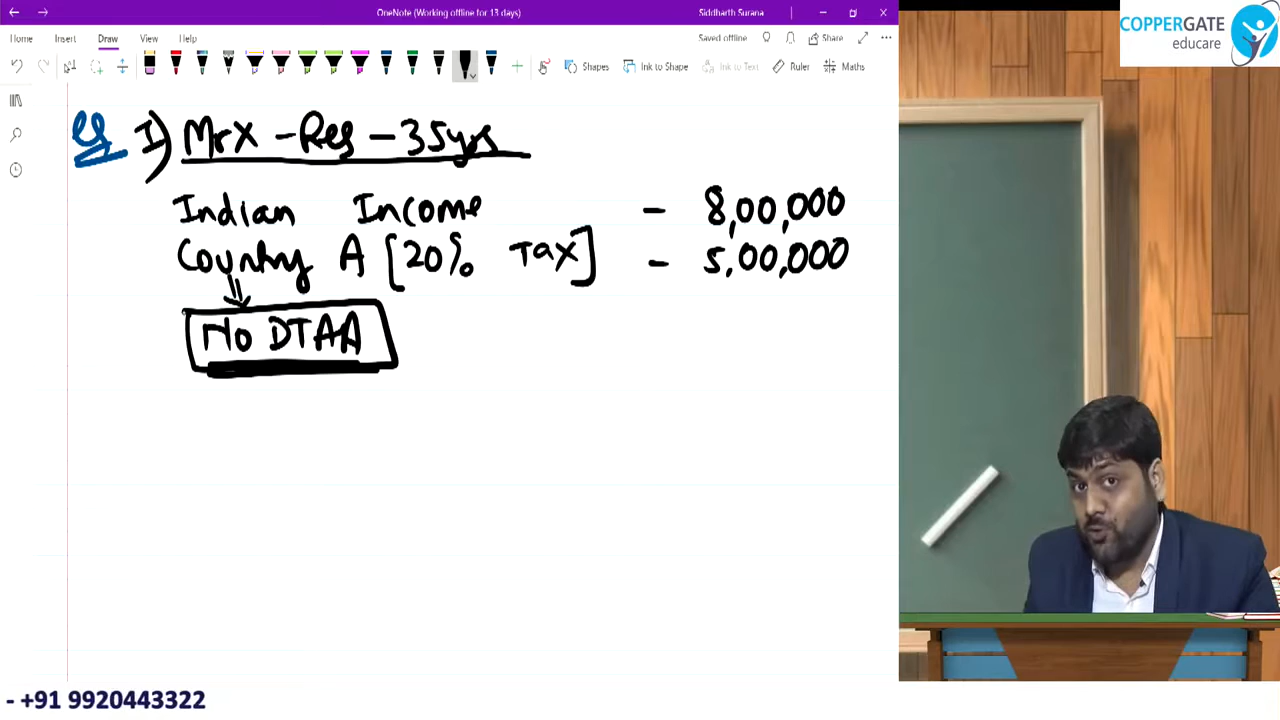 OneNote (Working offline for 13 days)
Siddharth Surana
COPPERGATE
educare
Home Insert Draw View Help
Saved offline
Share
Shapes
Ink to Shape
Ink to Text
Ruler
Maths
Eg I) Mr X - Res - 35yrs
Indian Income - 8,00,000
Country A [20% Tax] - 5,00,000
No DTAA
- +91 9920443322